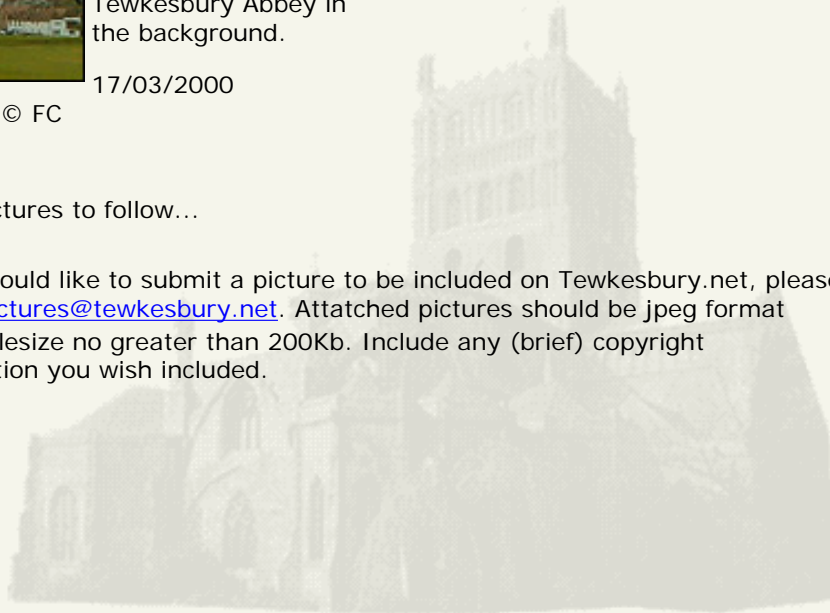 Tewkesbury Abbey in
the background.
17/03/2000
© FC
ctures to follow...
ould like to submit a picture to be included on Tewkesbury.net, please
ctures@tewkesbury.net. Attatched pictures should be jpeg format
lesize no greater than 200Kb. Include any (brief) copyright
tion you wish included.